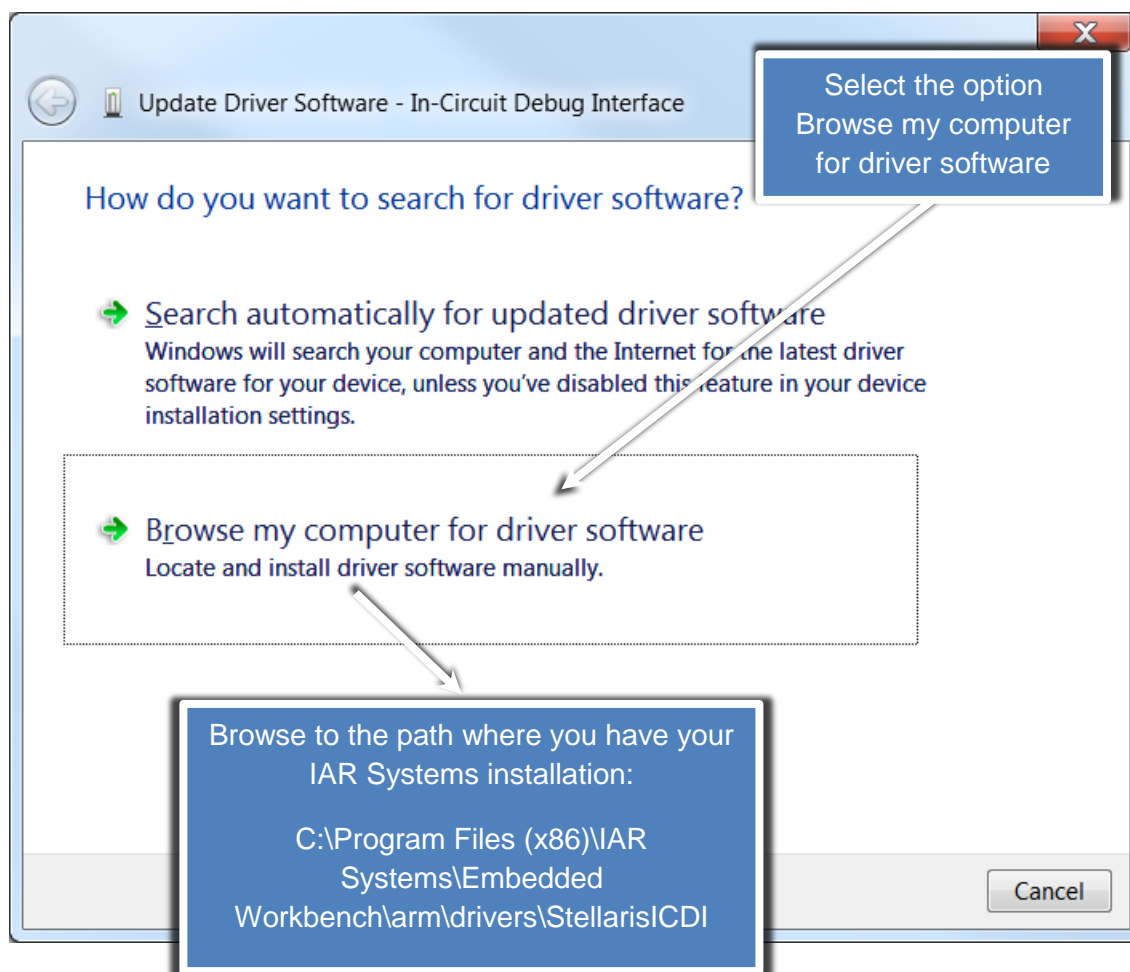 X
Update Driver Software - In-Circuit Debug Interface
Select the option
Browse my computer
for driver software
How do you want to search for driver software?
Search automatically for updated driver software
Windows will search your computer and the Internet for the latest driver
software for your device, unless you've disabled this feature in your device
installation settings.
Browse my computer for driver software
Locate and install driver software manually.
Browse to the path where you have your
IAR Systems installation:
C:\Program Files (x86)\IAR
Systems\Embedded
Workbench\arm\drivers\StellarisICDI
Cancel